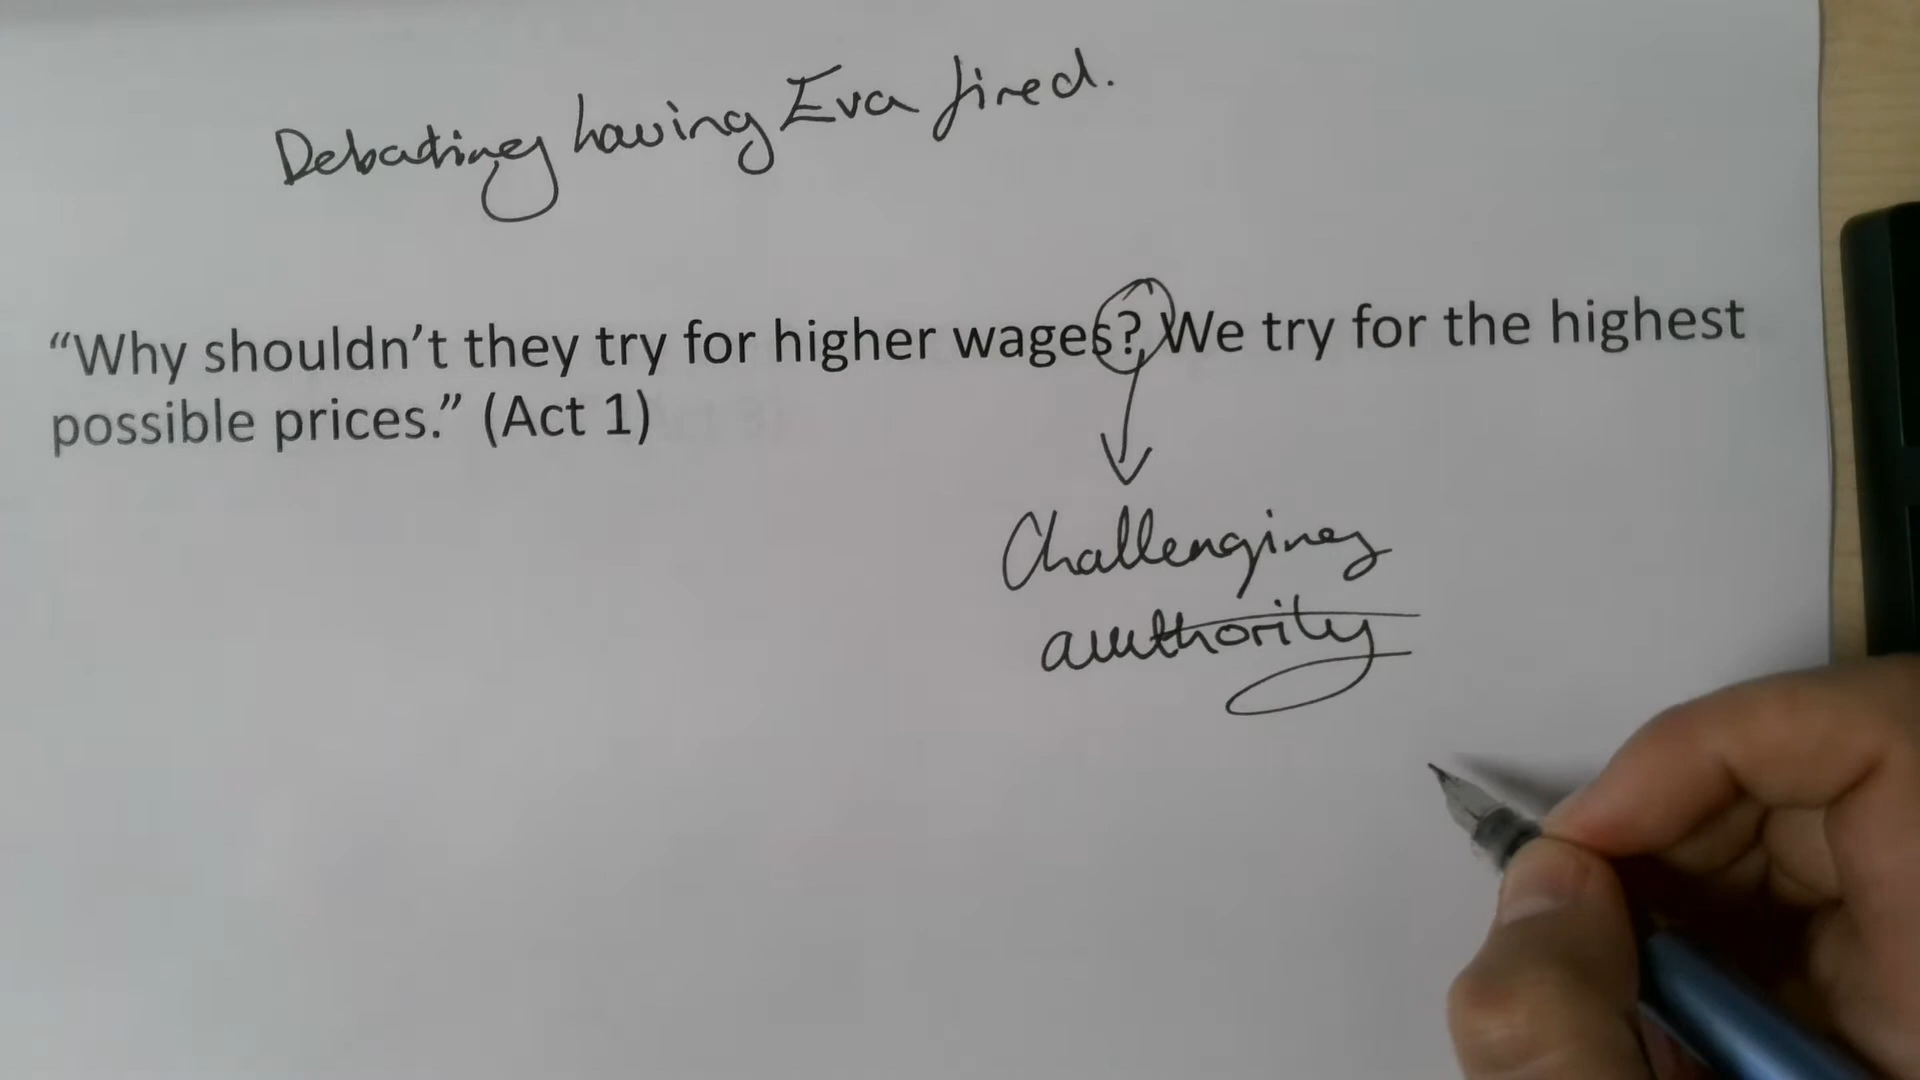 Debating having Eva fired.
“Why shouldn’t they try for higher wages? We try for the highest
possible prices.” (Act 1)
Challenging
authority